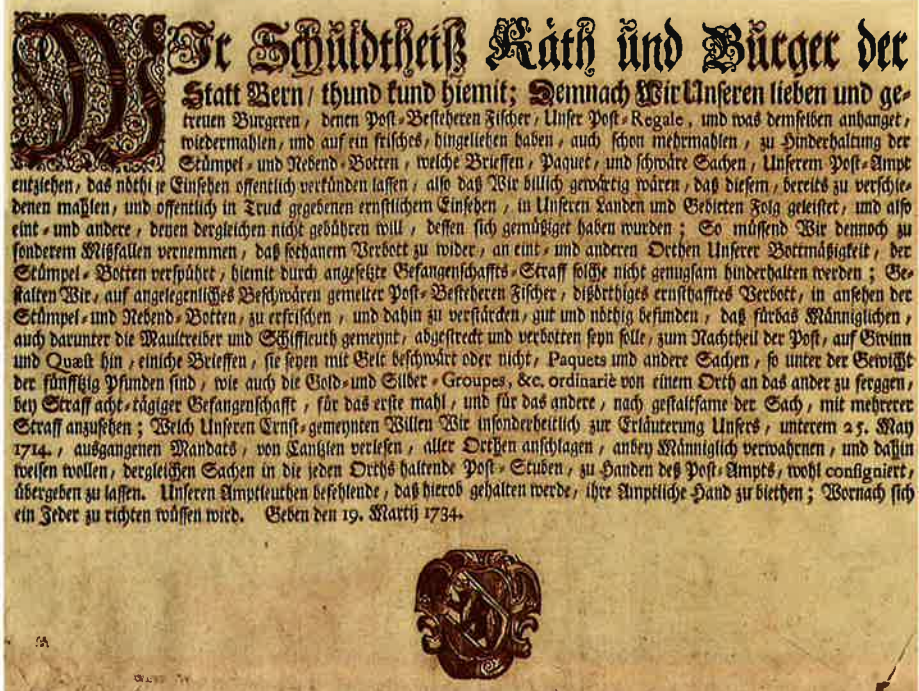 WIr Schuldtheiß Räth und Burger der
Statt Bern / thund kund hiemit; Demnach Wir Unseren lieben und ge-
treuen Burgeren, denen Post-Besteheren Fischer, Unser Post-Regale, und was demselben anhanget,
widermahlen, und auf ein frisches, hingeliehen haben, auch schon mehrmahlen, zu Hinderhaltung der
Stümpel- und Nebend-Botten, welche Brieffen, Paquet, und schwäre Sachen, Unserem Post-Ampt
entziehen, das nöthige Einsehen offentlich verkünden lassen, also daß Wir billich gewärtig wären, daß diesem, bereits zu verschie-
denen mahlen, und offentlich in Truck gegebenen ernstlichem Einsehen, in Unseren Landen und Gebieten Folg geleistet, und also
eint- und andere, denen dergleichen nicht gebühren will, dessen sich gemüßiget haben wurden; So müssend Wir dennoch zu
sonderem Mißfallen vernemmen, daß sothanem Verbott zu wider, an eint- und anderen Orthen Unserer Bottmäßigkeit, der
Stümpel-Botten verspührt, hiemit durch angesetzte Gefangenschaffts-Straff solche nicht genugsam hinderhalten werden; Ge-
stalten Wir, auf angelegenliches Beschwären gemelter Post-Besteheren Fischer, dißörthiges ernsthafftes Verbott, in ansehen der
Stümpel- und Nebend-Botten, zu erfrischen, und dahin zu verstärcken, gut und nöthig befinden, daß fürbas Männiglichen,
auch darunter die Maultreiber und Schiffleuth gemeynt, abgestreckt und verbotten seyn solle, zum Nachtheil der Post, auf Gwinn
und Quæst hin, einiche Brieffen, sie seyen mit Gelt beschwärt oder nicht, Paquets und andere Sachen, so unter der Gewicht
der fünfftzig Pfunden sind, wie auch die Gold- und Silber-Groupes, &c. ordinariè von einem Orth an das ander zu ferggen,
bey Straff acht-tägiger Gefangenschafft, für das erste mahl, und für das andere, nach gestaltsame der Sach, mit mehrerer
Straff anzusehen; Welch Unseren Ernst-gemeynten Willen Wir insonderheitlich zur Erläuterung Unsers, unterem 25. May
1714., ausgangenen Mandats, von Cantzlen verlesen, aller Orthen anschlagen, anbey Männiglich verwahrnen, und dahin
weisen wollen, dergleichen Sachen in die jeden Orths haltende Post-Stuben, zu Handen deß Post-Ampts, wohl consigniert,
übergeben zu lassen. Unseren Amptleuthen befehlende, daß hierob gehalten werde, ihre Amptliche Hand zu biethen; Wornach sich
ein Jeder zu richten wüssen wird. Geben den 19. Martij 1734.